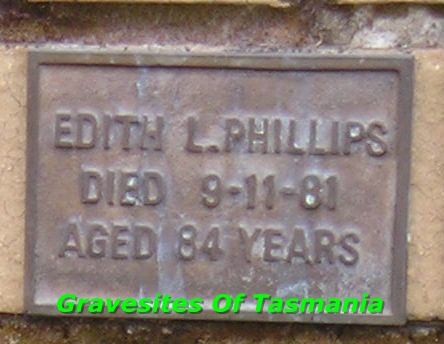 EDITH L. PHILLIPS
DIED 9-11-81
AGED 84 YEARS
Gravesites Of Tasmania